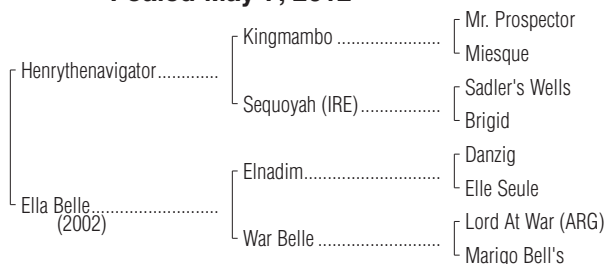 Foaled May 2012
Mr. Prospector
Kingmambo
Miesque
Henrythenavigator
Sadler's Wells
Sequoyah (IRE)
Brigid
Danzig
Elnadim
Elle Seule
Ella Belle
(2002)
Lord At War (ARG)
War Belle
Marigo Bell's